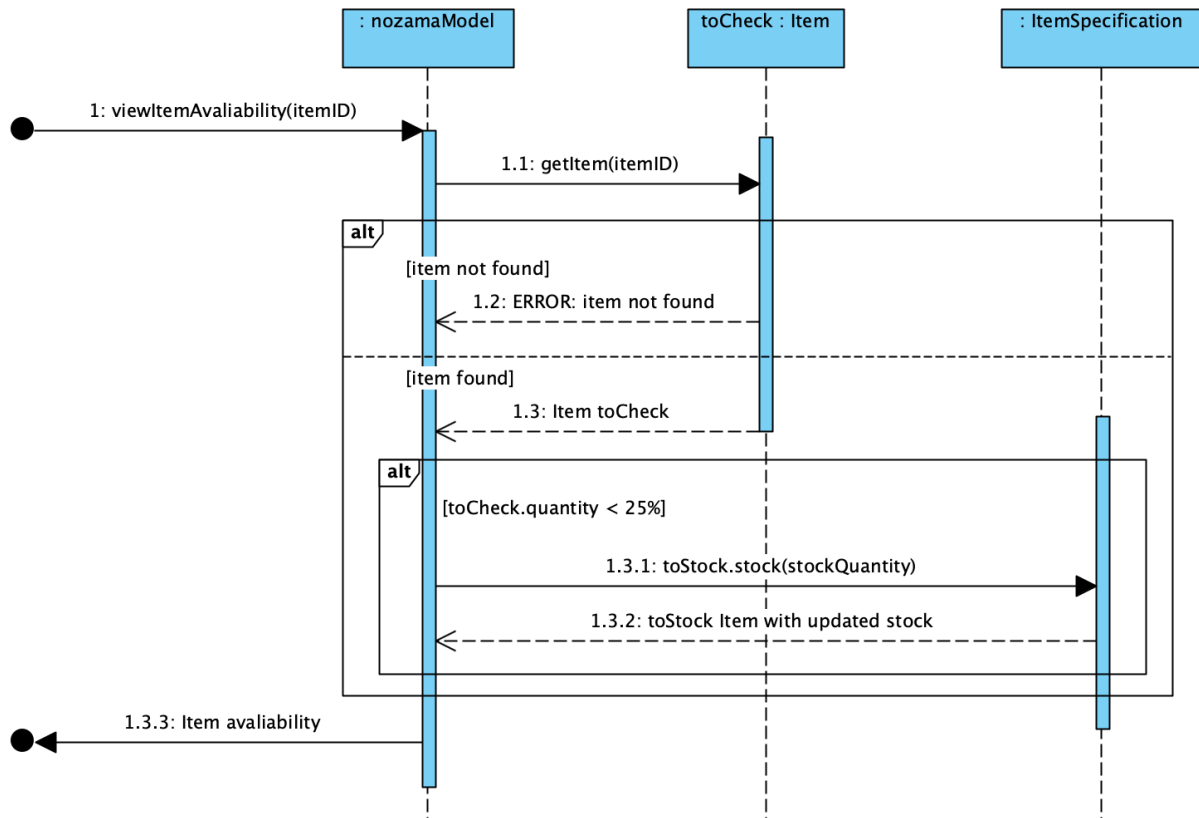 : nozamaModel
toCheck : Item
: ItemSpecification
1: viewItemAvaliability(itemID)
1.1: getItem(itemID)
alt
[item not found]
1.2: ERROR: item not found
[item found]
1.3: Item toCheck
alt
[toCheck.quantity < 25%]
1.3.1: toStock.stock(stockQuantity)
1.3.2: toStock Item with updated stock
1.3.3: Item avaliability